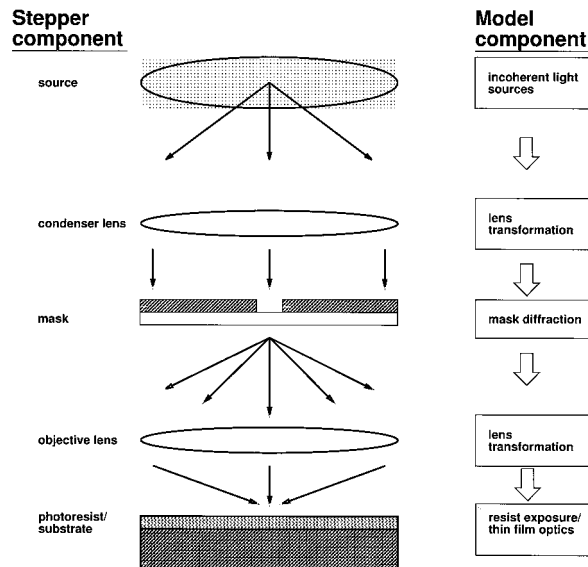 Stepper
component
Model
component
source
incoherent light
sources
condenser lens
lens
transformation
mask
mask diffraction
objective lens
lens
transformation
photoresist/
substrate
resist exposure/
thin film optics